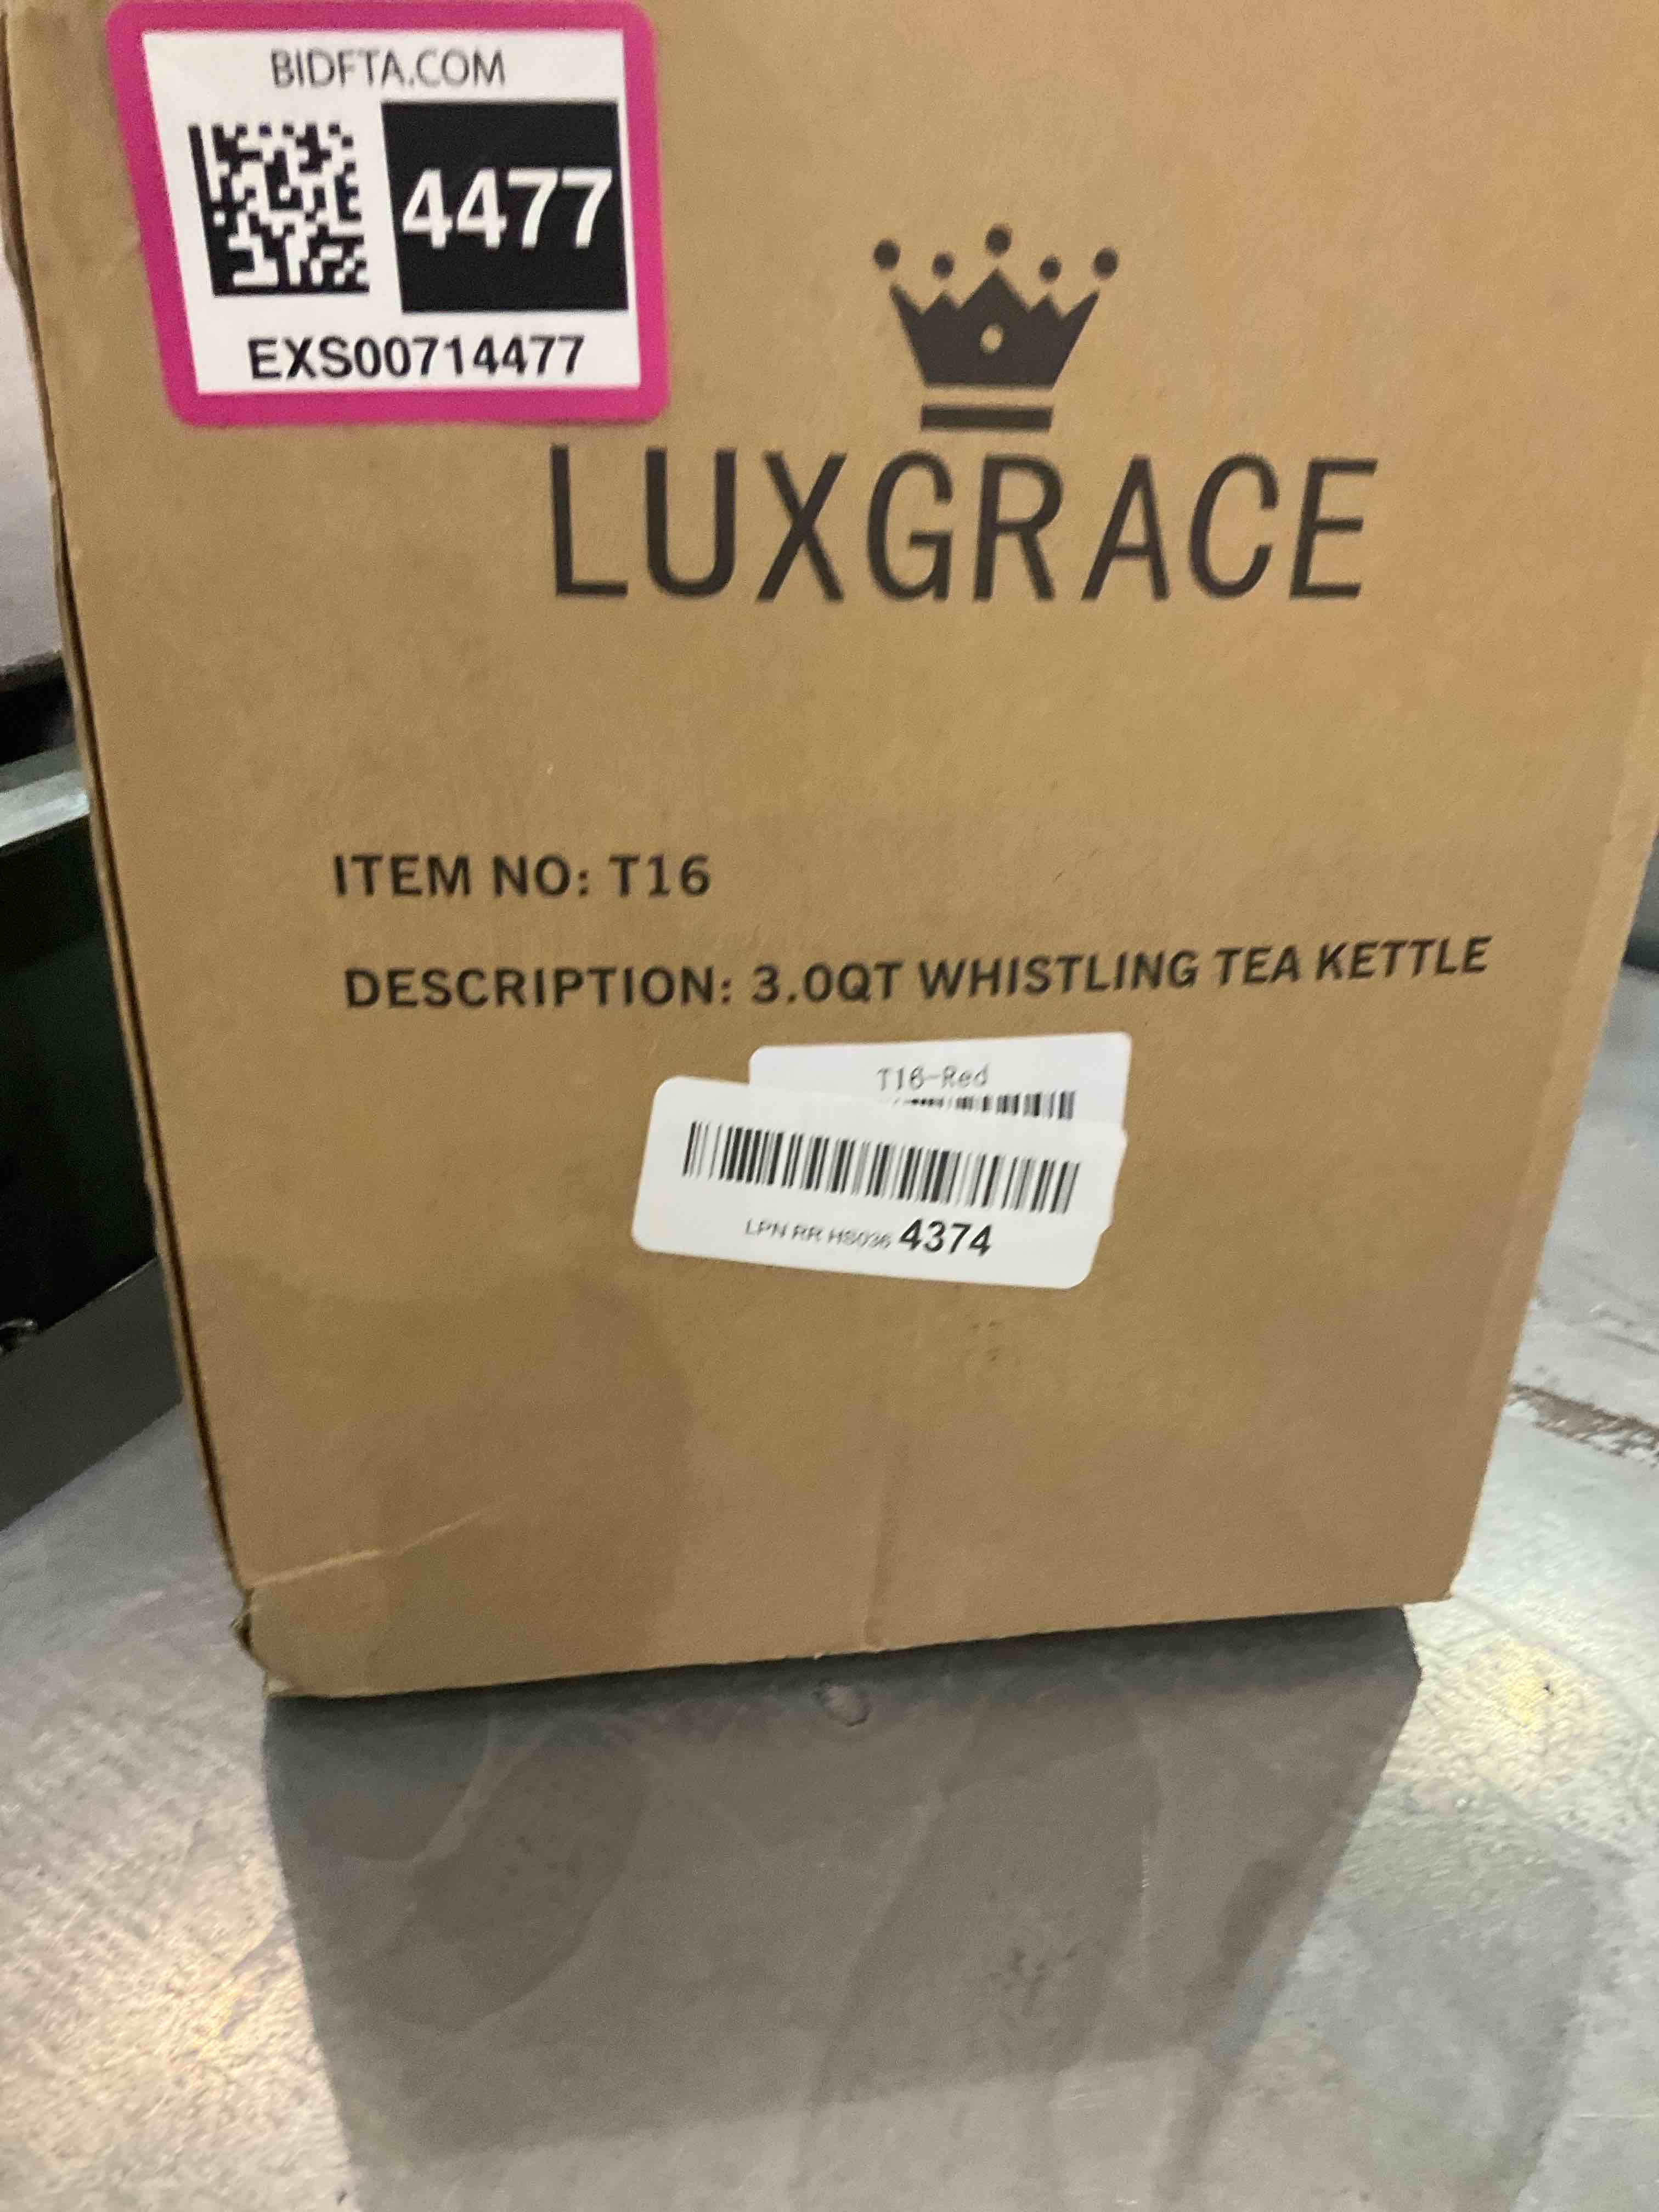 BIDFTA.COM
4477
EXS00714477
LUXGRACE
ITEM NO: T16
DESCRIPTION: 3.0QT WHISTLING TEA KETTLE
T16-Red
LPN RR HS036 4374